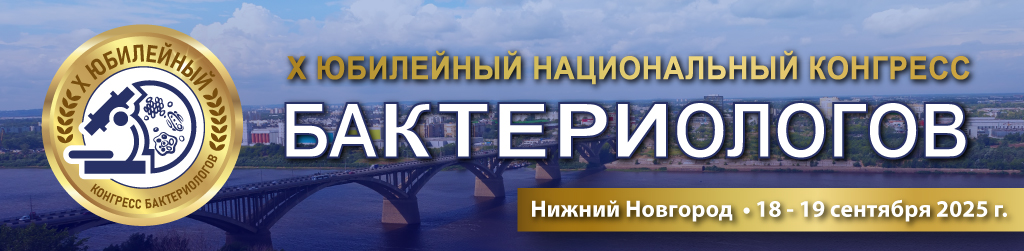 X ЮБИЛЕЙНЫЙ
КОНГРЕСС БАКТЕРИОЛОГОВ
X ЮБИЛЕЙНЫЙ НАЦИОНАЛЬНЫЙ КОНГРЕСС
БАКТЕРИОЛОГОВ
Нижний Новгород • 18 - 19 сентября 2025 г.